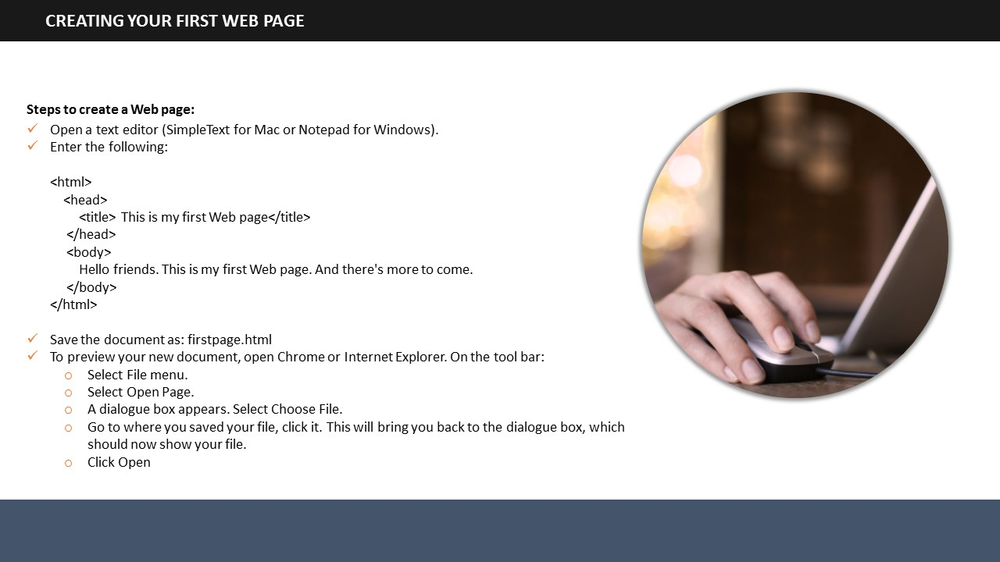 CREATING YOUR FIRST WEB PAGE
Steps to create a Web page:
✓ Open a text editor (SimpleText for Mac or Notepad for Windows).
✓ Enter the following:
<html>
<head>
<title> This is my first Web page</title>
</head>
<body>
Hello friends. This is my first Web page. And there's more to come.
</body>
</html>
✓ Save the document as: firstpage.html
✓ To preview your new document, open Chrome or Internet Explorer. On the tool bar:
o Select File menu.
o Select Open Page.
o A dialogue box appears. Select Choose File.
o Go to where you saved your file, click it. This will bring you back to the dialogue box, which
should now show your file.
o Click Open